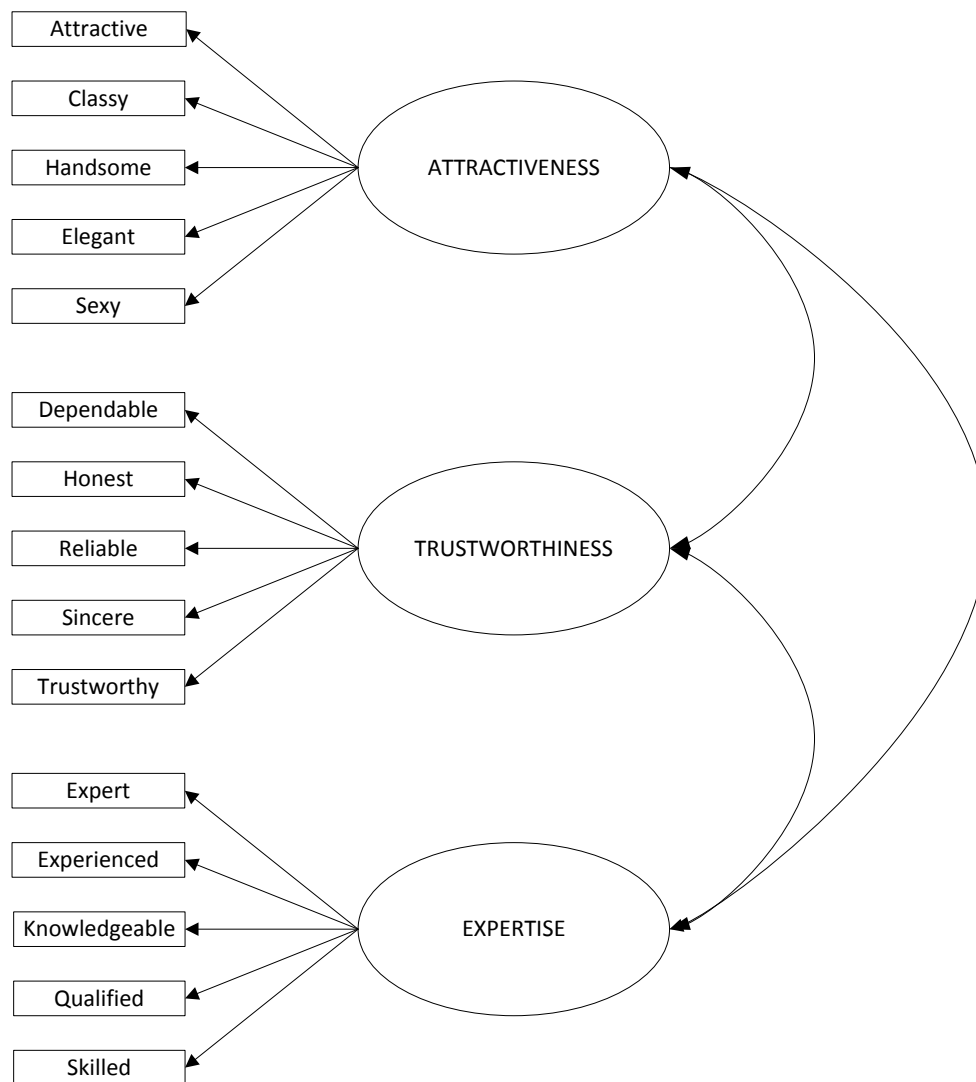 Attractive
Classy
Handsome
Elegant
Sexy
ATTRACTIVENESS
Dependable
Honest
Reliable
Sincere
Trustworthy
TRUSTWORTHINESS
Expert
Experienced
Knowledgeable
Qualified
Skilled
EXPERTISE